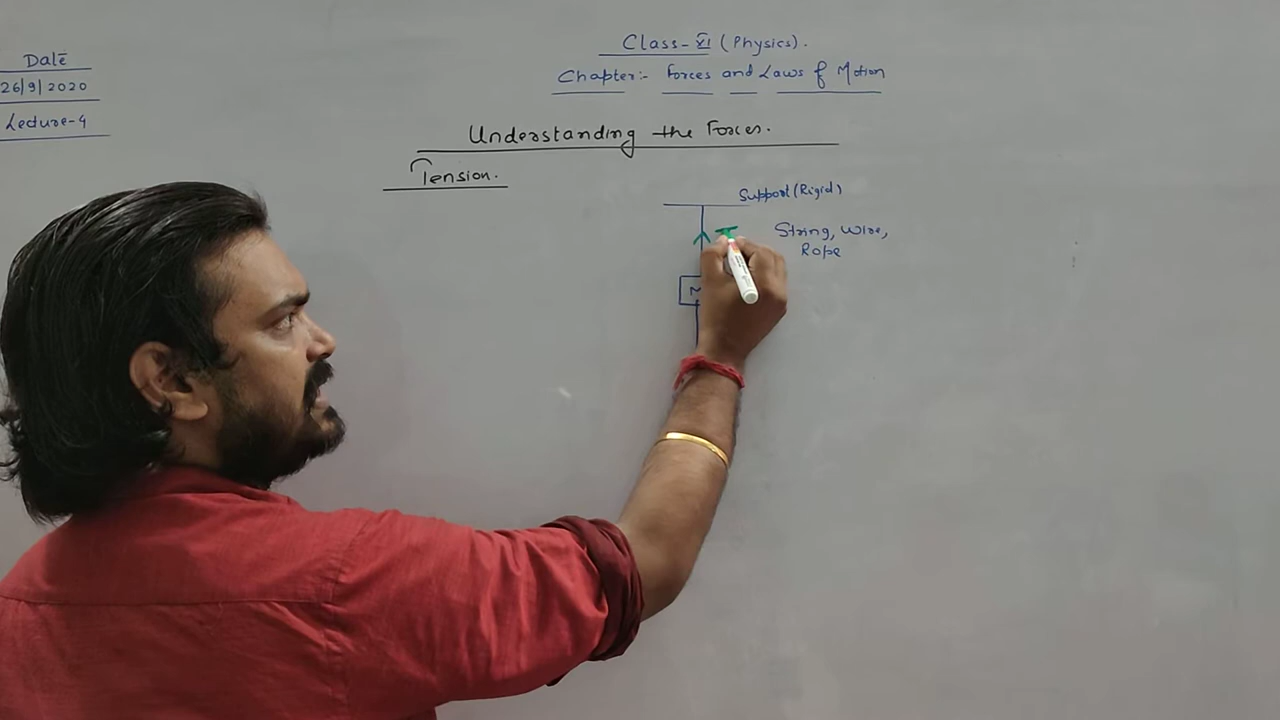 Date
26/9/2020
Lecture-4
Class-XI (Physics).
Chapter:- Forces and Laws of Motion
Understanding the Forces.
Tension.
Support (Rigid)
String, Wire,
Rope
T
M